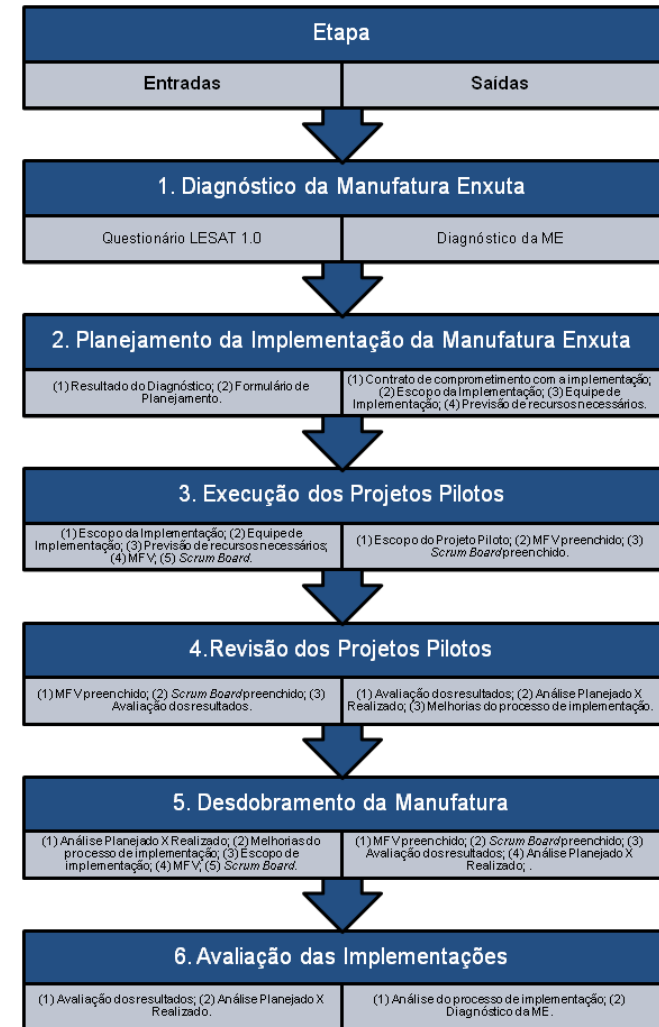 Etapa
Entradas
Saídas
1. Diagnóstico da Manufatura Enxuta
Questionário LESAT 1.0
Diagnóstico da ME
2. Planejamento da Implementação da Manufatura Enxuta
(1) Resultado do Diagnóstico; (2) Formulário de
Planejamento.
(1) Contrato de comprometimento com a implementação;
(2) Escopo da Implementação; (3) Equipe de
Implementação; (4) Previsão de recursos necessários.
3. Execução dos Projetos Pilotos
(1) Escopo da Implementação; (2) Equipe de
Implementação; (3) Previsão de recursos necessários;
(4) MFV; (5) Scrum Board.
(1) Escopo do Projeto Piloto; (2) MFV preenchido; (3)
Scrum Board preenchido.
4.Revisão dos Projetos Pilotos
(1) MFV preenchido; (2) Scrum Board preenchido; (3)
Avaliação dos resultados.
(1) Avaliação dos resultados; (2) Análise Planejado X
Realizado; (3) Melhorias do processo de implementação.
5. Desdobramento da Manufatura
(1) Análise Planejado X Realizado; (2) Melhorias do
processo de implementação; (3) Escopo de
implementação; (4) MFV; (5) Scrum Board.
(1) MFV preenchido; (2) Scrum Board preenchido; (3)
Avaliação dos resultados; (4) Análise Planejado X
Realizado; .
6. Avaliação das Implementações
(1) Avaliação dos resultados; (2) Análise Planejado X
Realizado.
(1) Análise do processo de implementação; (2)
Diagnóstico da ME.